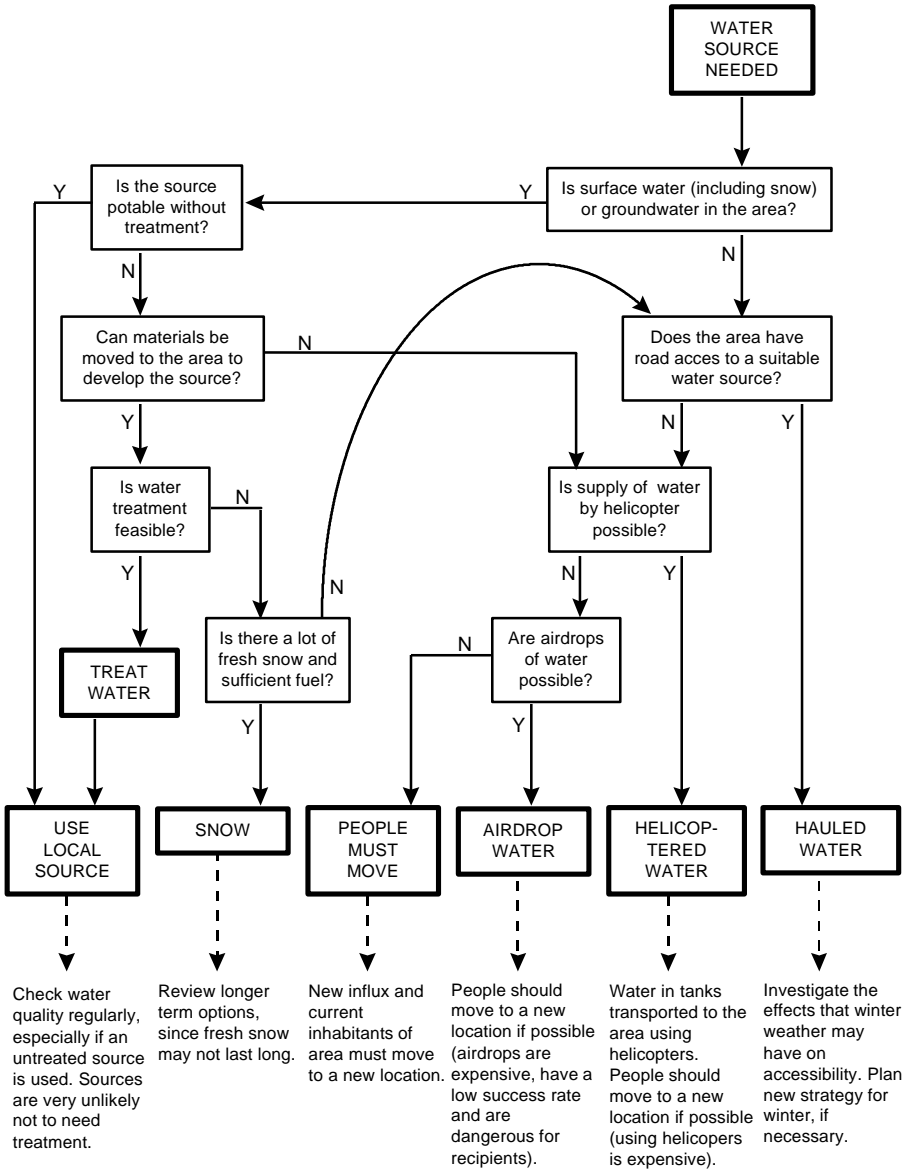 WATER
SOURCE
NEEDED
Is surface water (including snow)
or groundwater in the area?
Y
N
Is the source
potable without
treatment?
Y
N
Can materials be
moved to the area to
develop the source?
N
Y
Does the area have
road acces to a suitable
water source?
N
Y
Is water
treatment
feasible?
N
Y
Is supply of water
by helicopter
possible?
N
Y
Is there a lot of
fresh snow and
sufficient fuel?
N
Y
Are airdrops
of water
possible?
N
Y
TREAT
WATER
USE
LOCAL
SOURCE
SNOW
PEOPLE
MUST
MOVE
AIRDROP
WATER
HELICOP-
TERED
WATER
HAULED
WATER
Check water
quality regularly,
especially if an
untreated source
is used. Sources
are very unlikely
not to need
treatment.
Review longer
term options,
since fresh snow
may not last long.
New influx and
current
inhabitants of
area must move
to a new location.
People should
move to a new
location if possible
(airdrops are
expensive, have a
low success rate
and are
dangerous for
recipients).
Water in tanks
transported to the
area using
helicopters.
People should
move to a new
location if possible
(using helicopers
is expensive).
Investigate the
effects that winter
weather may
have on
accessibility. Plan
new strategy for
winter, if
necessary.